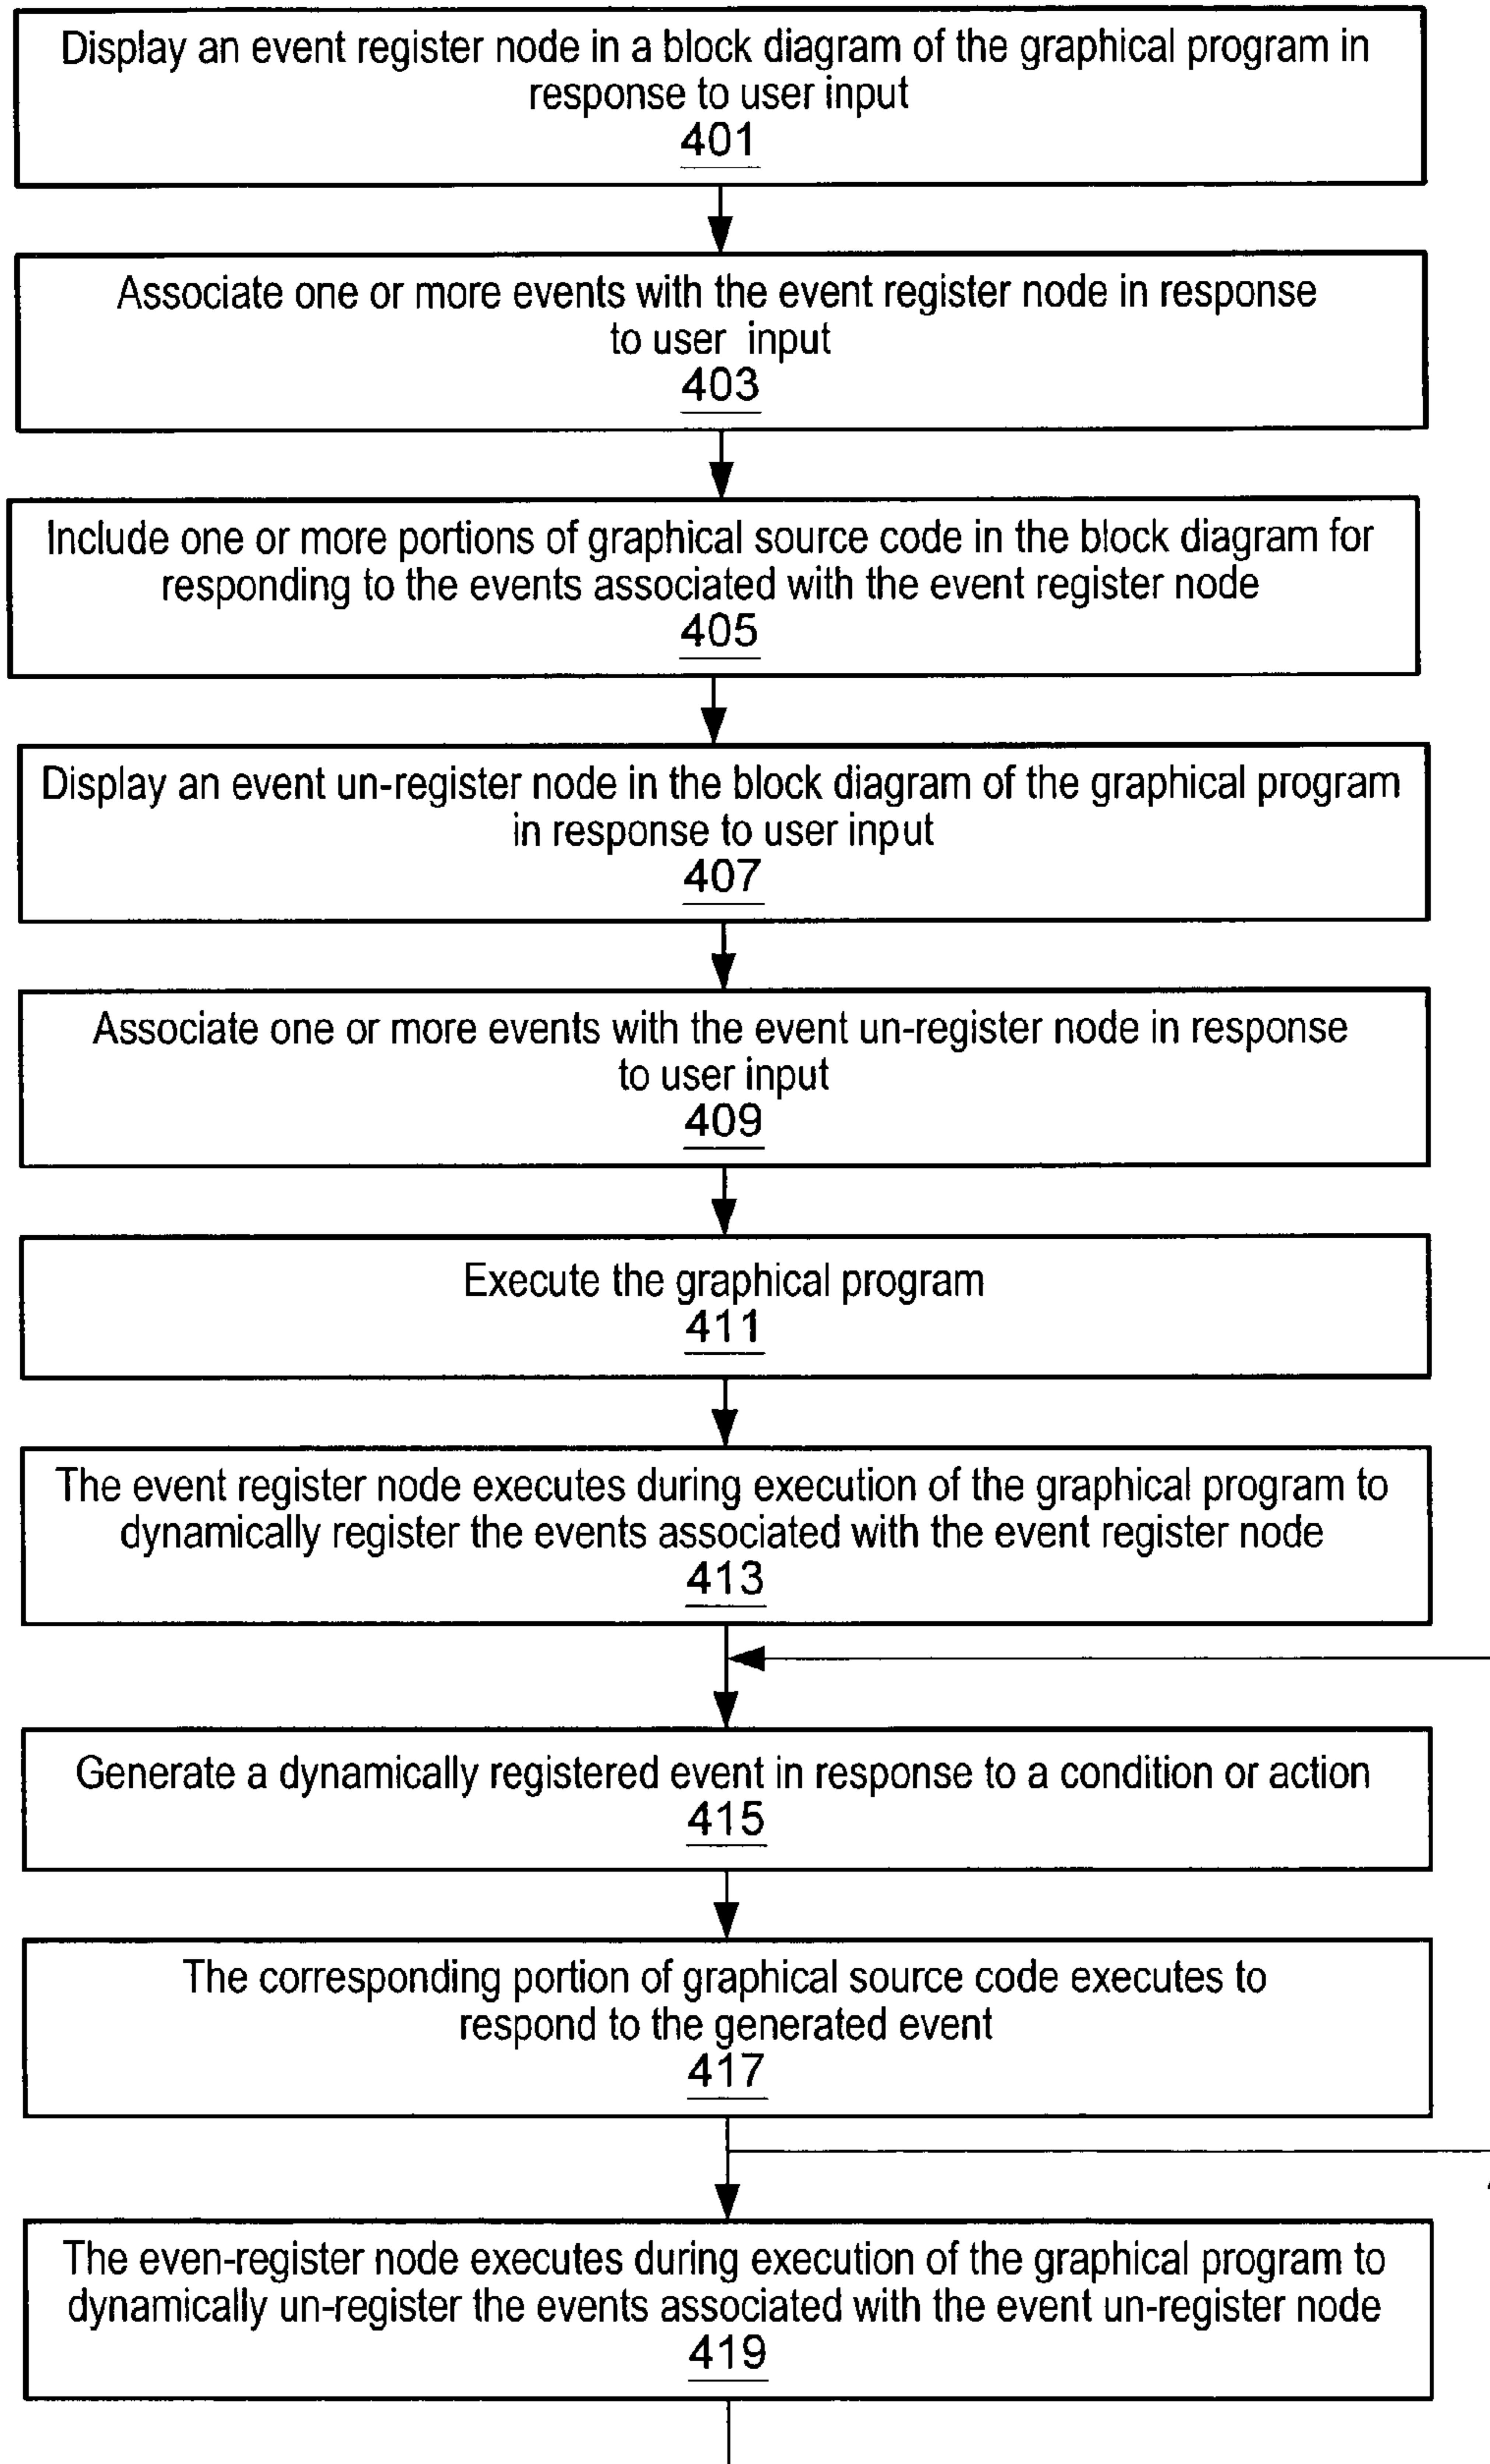 Display an event register node in a block diagram of the graphical program in
response to user input
401
Associate one or more events with the event register node in response
to user input
403
Include one or more portions of graphical source code in the block diagram for
responding to the events associated with the event register node
405
Display an event un-register node in the block diagram of the graphical program
in response to user input
407
Associate one or more events with the event un-register node in response
to user input
409
Execute the graphical program
411
The event register node executes during execution of the graphical program to
dynamically register the events associated with the event register node
413
Generate a dynamically registered event in response to a condition or action
415
The corresponding portion of graphical source code executes to
respond to the generated event
417
The even-register node executes during execution of the graphical program to
dynamically un-register the events associated with the event un-register node
419